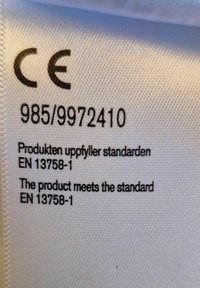 CE
985/9972410
Produkten uppfyller standarden
EN 13758-1
The product meets the standard
EN 13758-1